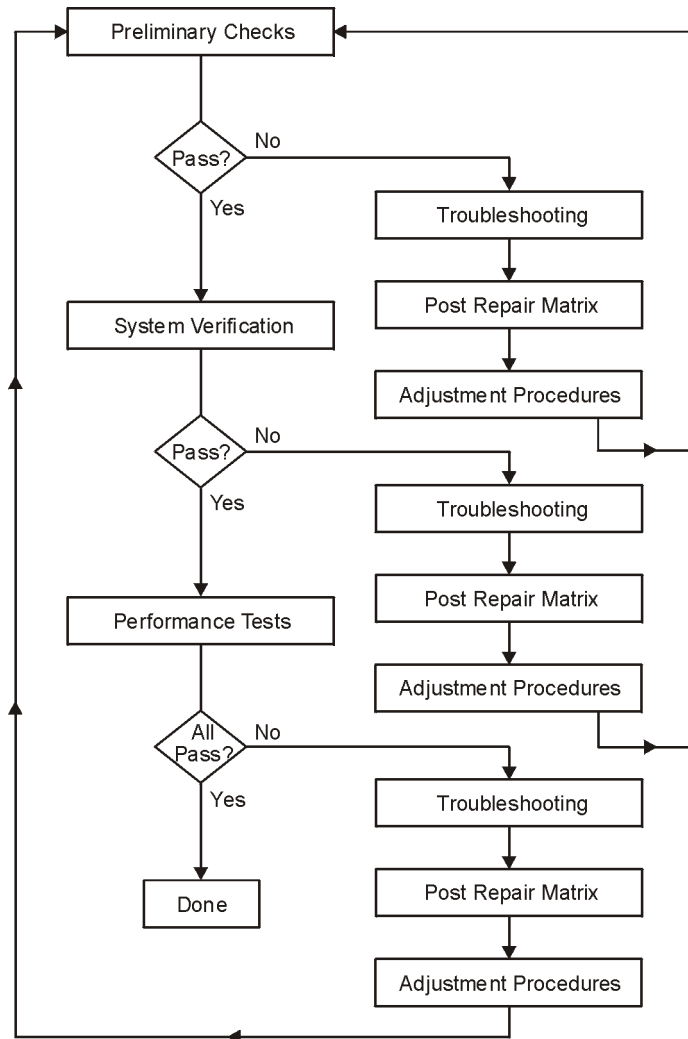 Preliminary Checks
Pass?
No
Yes
Troubleshooting
Post Repair Matrix
Adjustment Procedures
System Verification
Pass?
No
Yes
Troubleshooting
Post Repair Matrix
Adjustment Procedures
Performance Tests
All
Pass?
No
Yes
Troubleshooting
Post Repair Matrix
Adjustment Procedures
Done